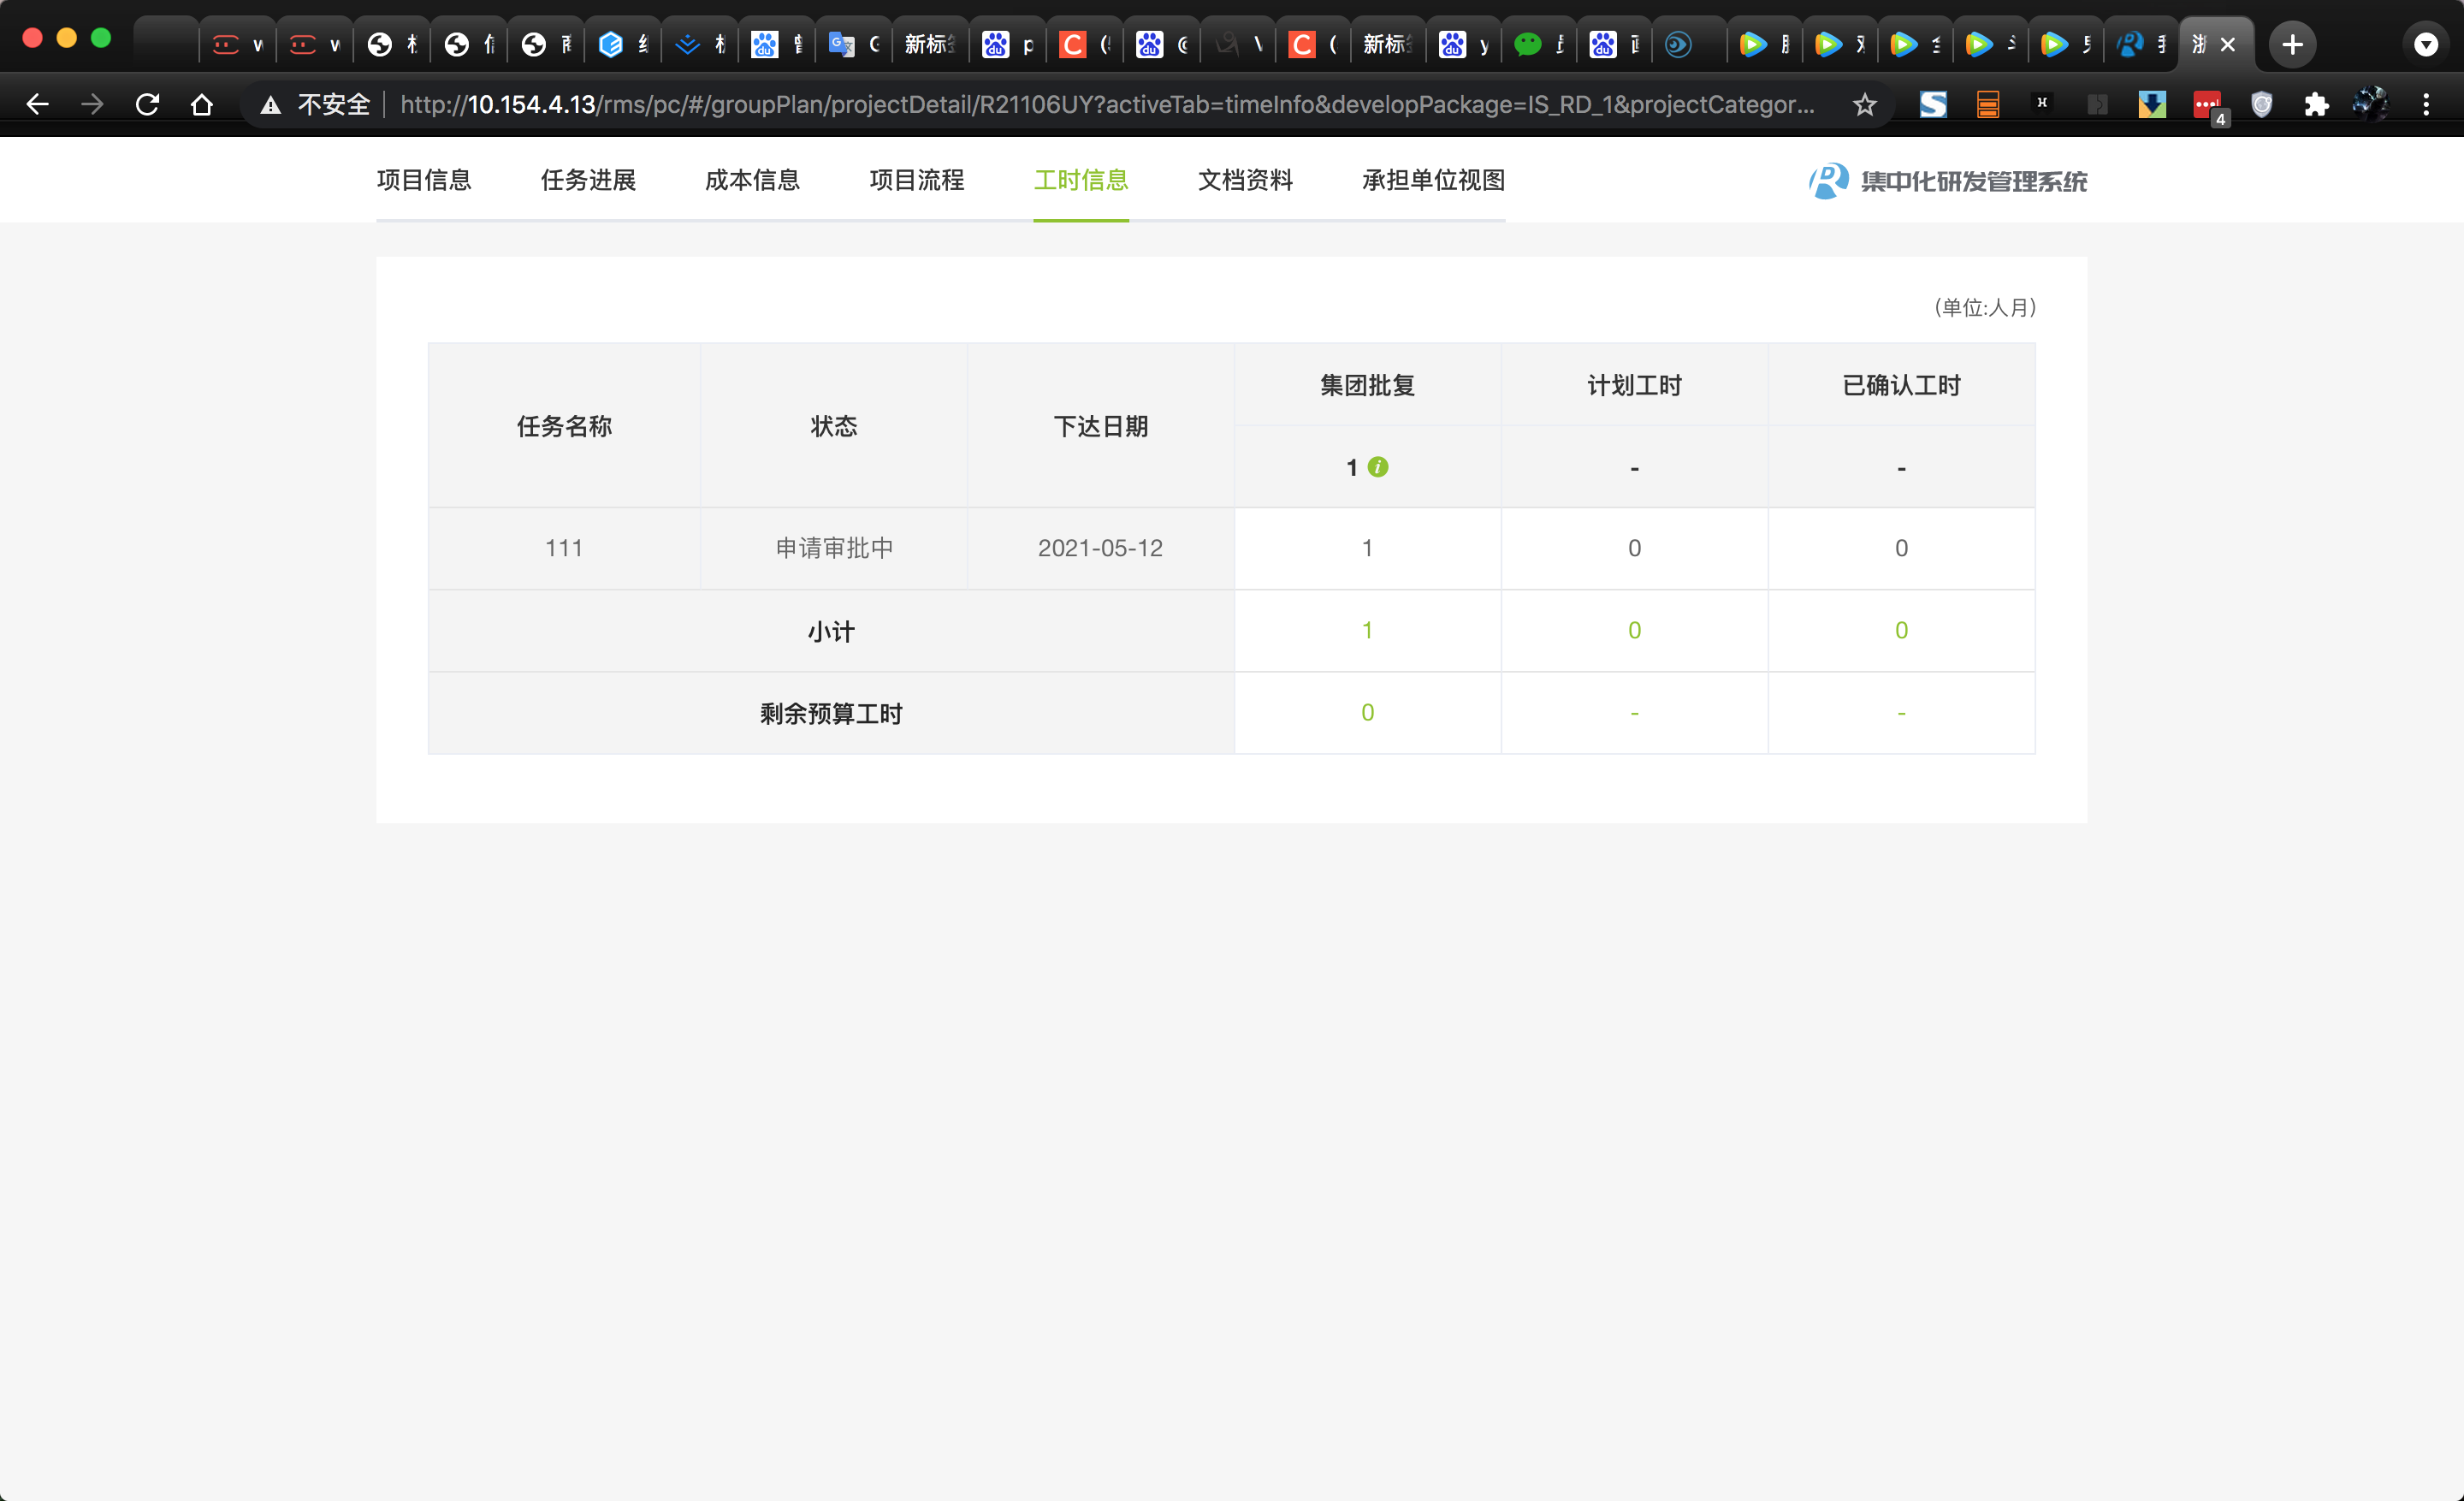 新标
新标
不安全 http://10.154.4.13/rms/pc/#/groupPlan/projectDetail/R21106UY?activeTab=timeInfo&developPackage=IS_RD_1&projectCategor...
4
项目信息 任务进展 成本信息 项目流程 工时信息 文档资料 承担单位视图 集中化研发管理系统
(单位:人月)
任务名称 状态 下达日期 集团批复 计划工时 已确认工时
1 - -
111 申请审批中 2021-05-12 1 0 0
小计 1 0 0
剩余预算工时 0 - -